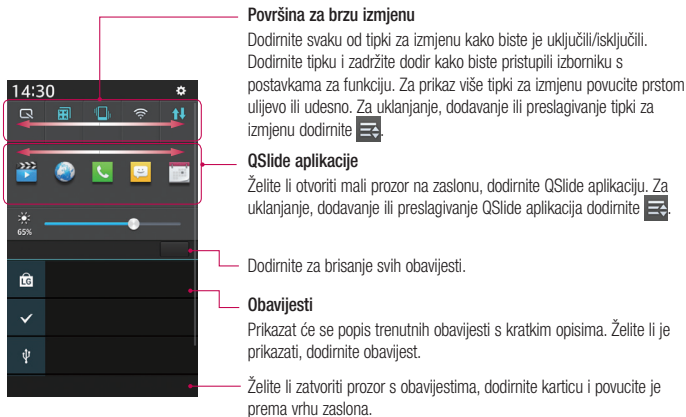 Površina za brzu izmjenu
Dodirnite svaku od tipki za izmjenu kako biste je uključili/isključili.
Dodirnite tipku i zadržite dodir kako biste pristupili izborniku s
postavkama za funkciju. Za prikaz više tipki za izmjenu povucite prstom
ulijevo ili udesno. Za uklanjanje, dodavanje ili preslagivanje tipki za
izmjenu dodirnite .
14:30
QSlide aplikacije
Želite li otvoriti mali prozor na zaslonu, dodirnite QSlide aplikaciju. Za
uklanjanje, dodavanje ili preslagivanje QSlide aplikacija dodirnite .
65%
Dodirnite za brisanje svih obavijesti.
LG
Obavijesti
Prikazat će se popis trenutnih obavijesti s kratkim opisima. Želite li je
prikazati, dodirnite obavijest.
Želite li zatvoriti prozor s obavijestima, dodirnite karticu i povucite je
prema vrhu zaslona.